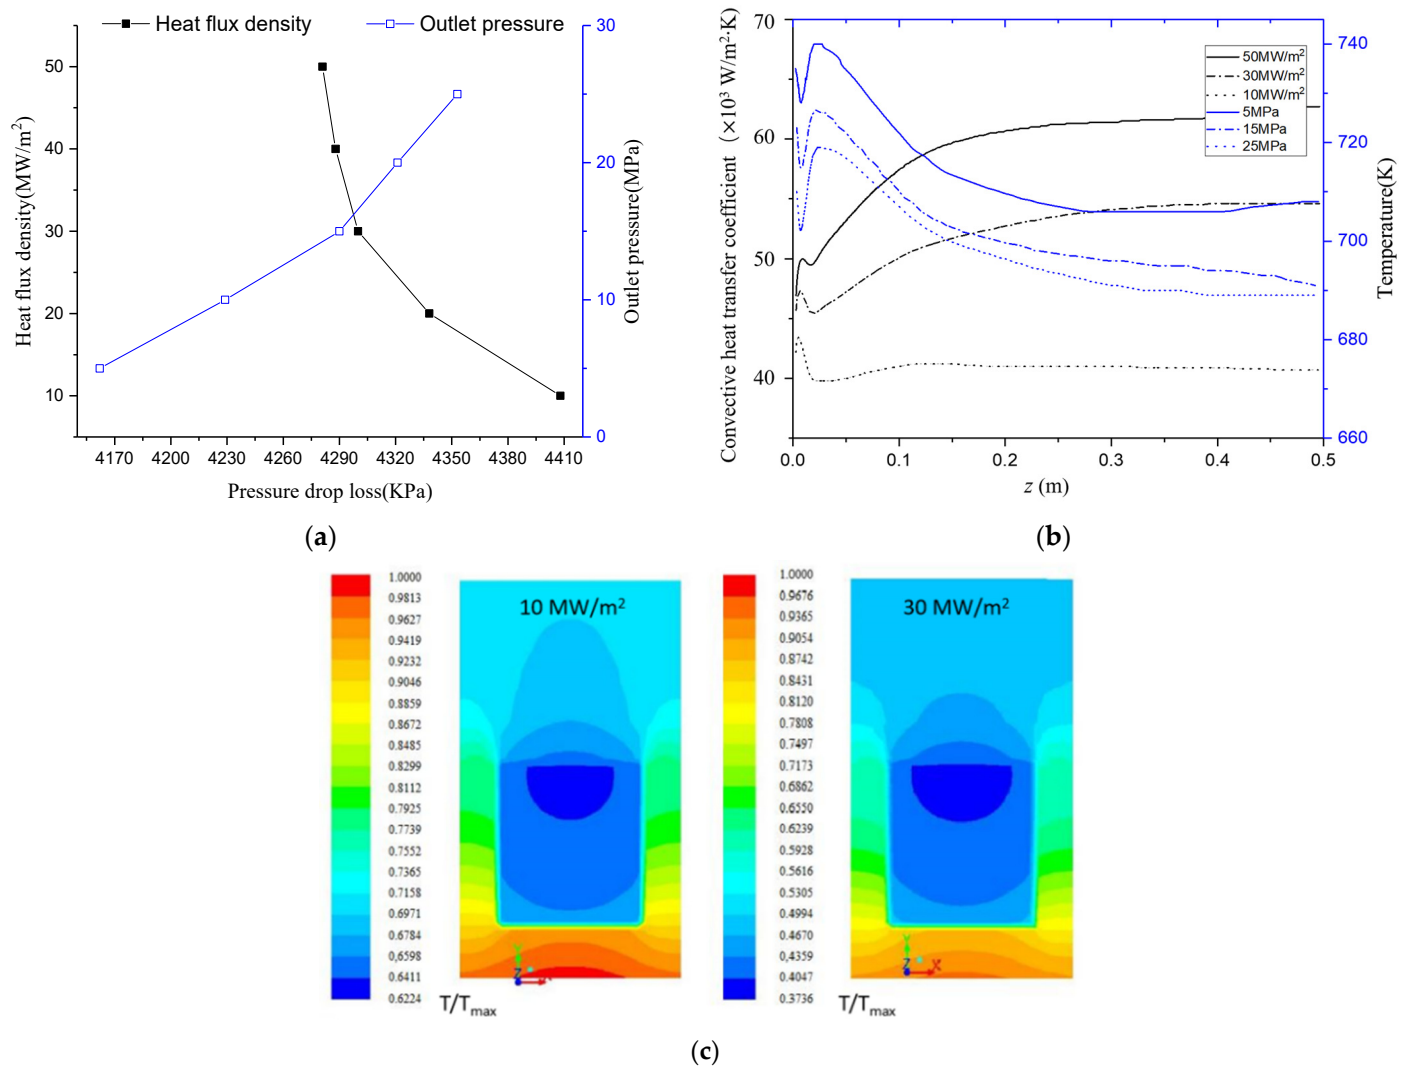 Heat flux density
Outlet pressure
Heat flux density(MW/m²)
50
40
30
20
10
30
20
10
0
Outlet pressure(MPa)
4170 4200 4230 4260 4290 4320 4350 4380 4410
Pressure drop loss(KPa)
(a)
Convective heat transfer coefficient (×10³ W/m²·K)
70
60
50
40
50MW/m²
30MW/m²
10MW/m²
5MPa
15MPa
25MPa
740
720
700
680
660
Temperature(K)
0.0 0.1 0.2 0.3 0.4 0.5
z (m)
(b)
1.0000
0.9813
0.9627
0.9419
0.9232
0.9046
0.8859
0.8672
0.8485
0.8299
0.8112
0.7925
0.7739
0.7552
0.7365
0.7158
0.6971
0.6784
0.6598
0.6411
0.6224
10 MW/m²
Y
Z
T/Tmax
1.0000
0.9676
0.9365
0.9054
0.8742
0.8431
0.8120
0.7808
0.7497
0.7173
0.6862
0.6550
0.6239
0.5928
0.5616
0.5305
0.4994
0.4670
0.4359
0.4047
0.3736
30 MW/m²
Y
Z X
T/Tmax
(c)